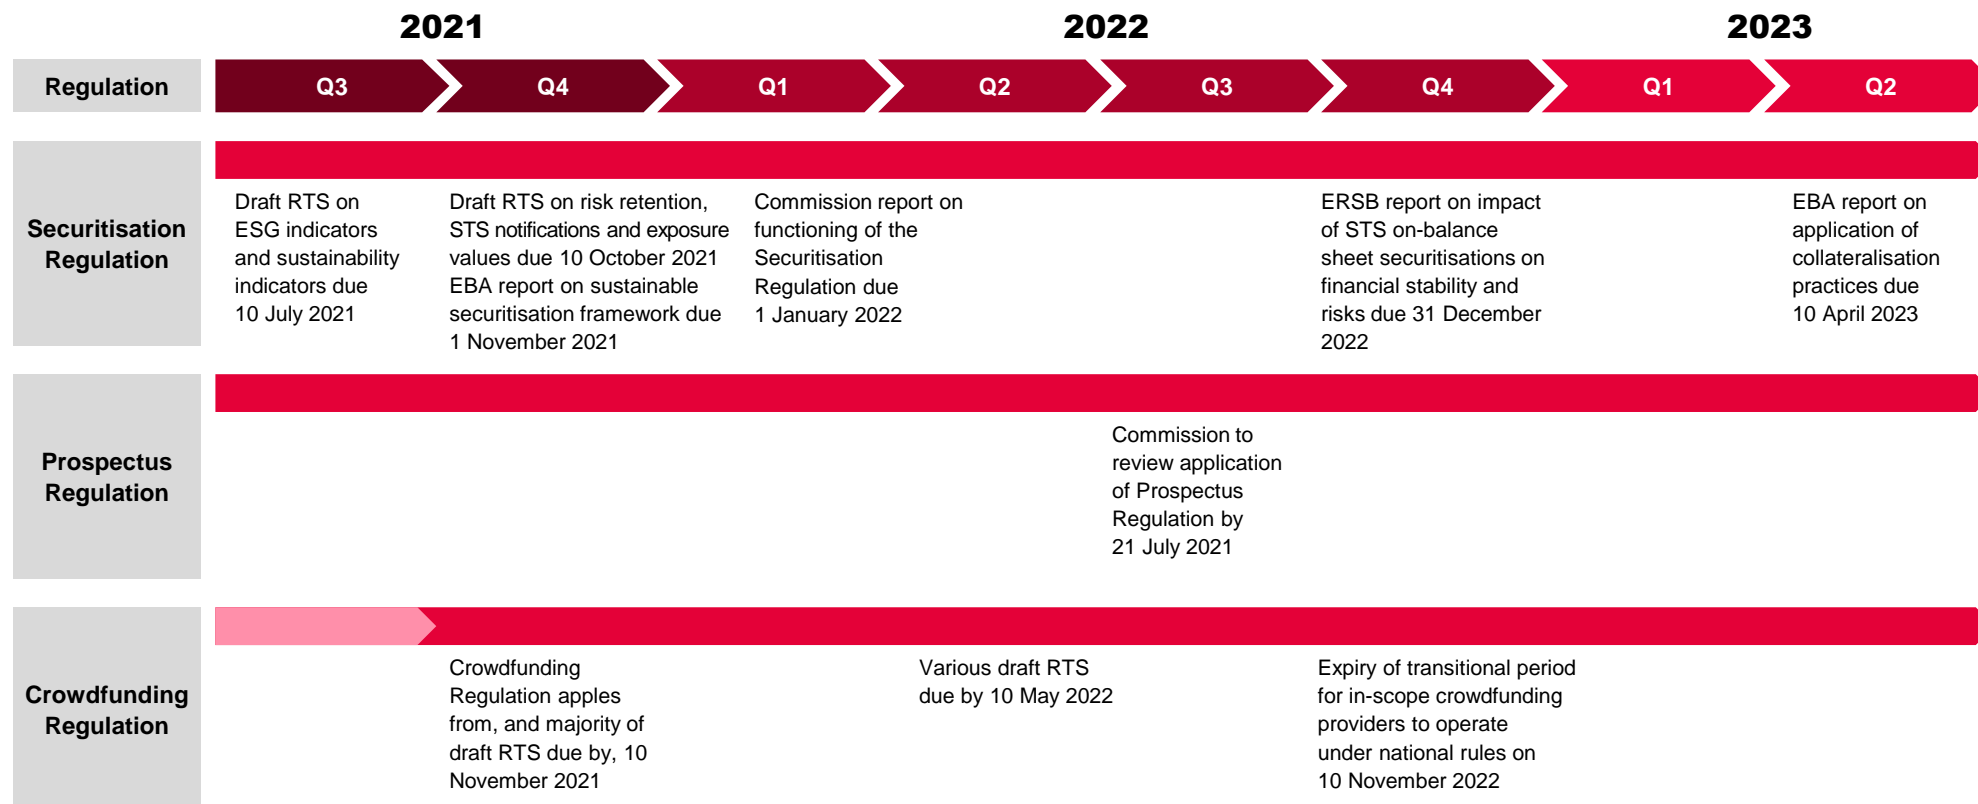 2021
2022
2023
Regulation
Q3
Q4
Q1
Q2
Q3
Q4
Q1
Q2
Securitisation
Regulation
Draft RTS on
ESG indicators
and sustainability
indicators due
10 July 2021
Draft RTS on risk retention,
STS notifications and exposure
values due 10 October 2021
EBA report on sustainable
securitisation framework due
1 November 2021
Commission report on
functioning of the
Securitisation
Regulation due
1 January 2022
ERSB report on impact
of STS on-balance
sheet securitisations on
financial stability and
risks due 31 December
2022
EBA report on
application of
collateralisation
practices due
10 April 2023
Prospectus
Regulation
Commission to
review application
of Prospectus
Regulation by
21 July 2021
Crowdfunding
Regulation
Crowdfunding
Regulation apples
from, and majority of
draft RTS due by, 10
November 2021
Various draft RTS
due by 10 May 2022
Expiry of transitional period
for in-scope crowdfunding
providers to operate
under national rules on
10 November 2022